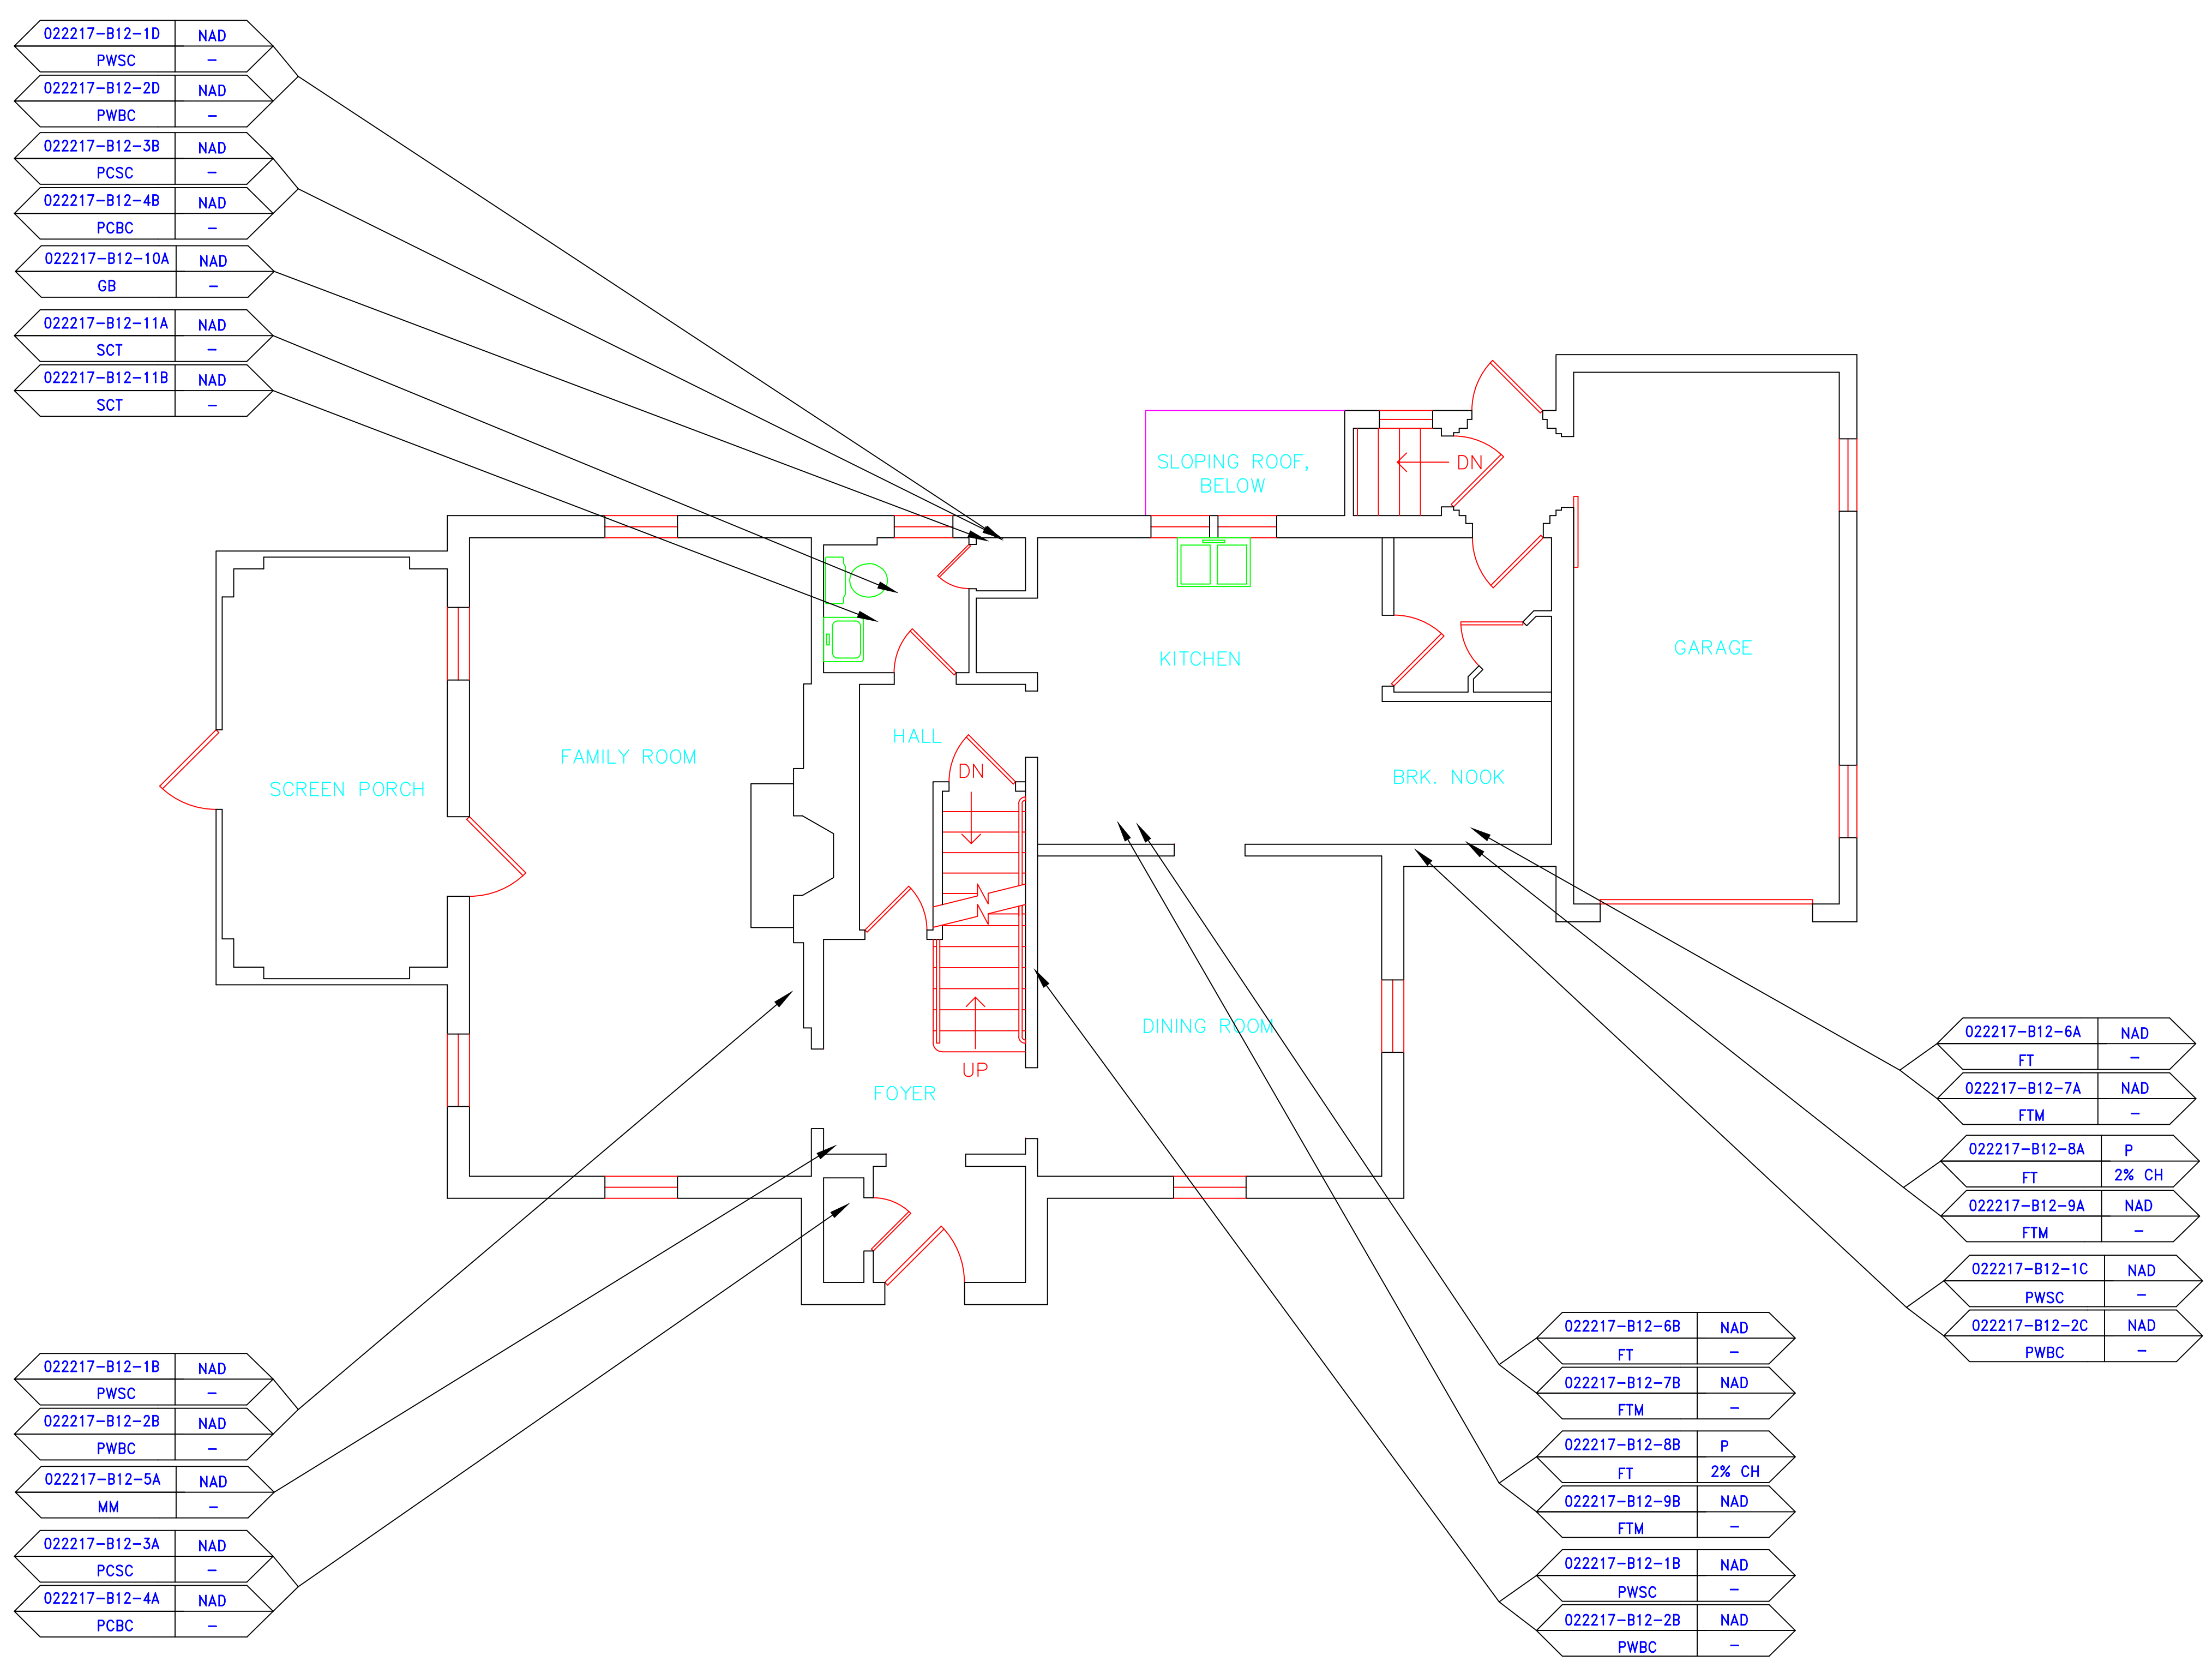 022217-B12-1D NAD
PWSC -
022217-B12-2D NAD
PWBC -
022217-B12-3B NAD
PCSC -
022217-B12-4B NAD
PCBC -
022217-B12-10A NAD
GB -
022217-B12-11A NAD
SCT -
022217-B12-11B NAD
SCT -
SLOPING ROOF,
BELOW
DN
KITCHEN
GARAGE
HALL
FAMILY ROOM
SCREEN PORCH
DN
BRK. NOOK
DINING ROOM
UP
FOYER
022217-B12-6A NAD
FT -
022217-B12-7A NAD
FTM -
022217-B12-8A P
FT 2% CH
022217-B12-9A NAD
FTM -
022217-B12-1C NAD
PWSC -
022217-B12-2C NAD
PWBC -
022217-B12-6B NAD
FT -
022217-B12-7B NAD
FTM -
022217-B12-8B P
FT 2% CH
022217-B12-9B NAD
FTM -
022217-B12-1B NAD
PWSC -
022217-B12-2B NAD
PWBC -
022217-B12-1B NAD
PWSC -
022217-B12-2B NAD
PWBC -
022217-B12-5A NAD
MM -
022217-B12-3A NAD
PCSC -
022217-B12-4A NAD
PCBC -